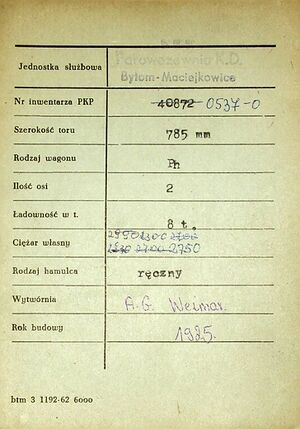 PKP
Parowozownia K.D.
Jednostka służbowa Bytom-Maciejkowice
Nr inwentarza PKP 40872 0537-0
Szerokość toru 785 mm
Rodzaj wagonu Ph
Ilość osi 2
Ładowność w t. 8 t.
Ciężar własny 2750
Rodzaj hamulca ręczny
Wytwórnia A.G. Weimar.
Rok budowy 1925.
btm 3 1192-62 6000